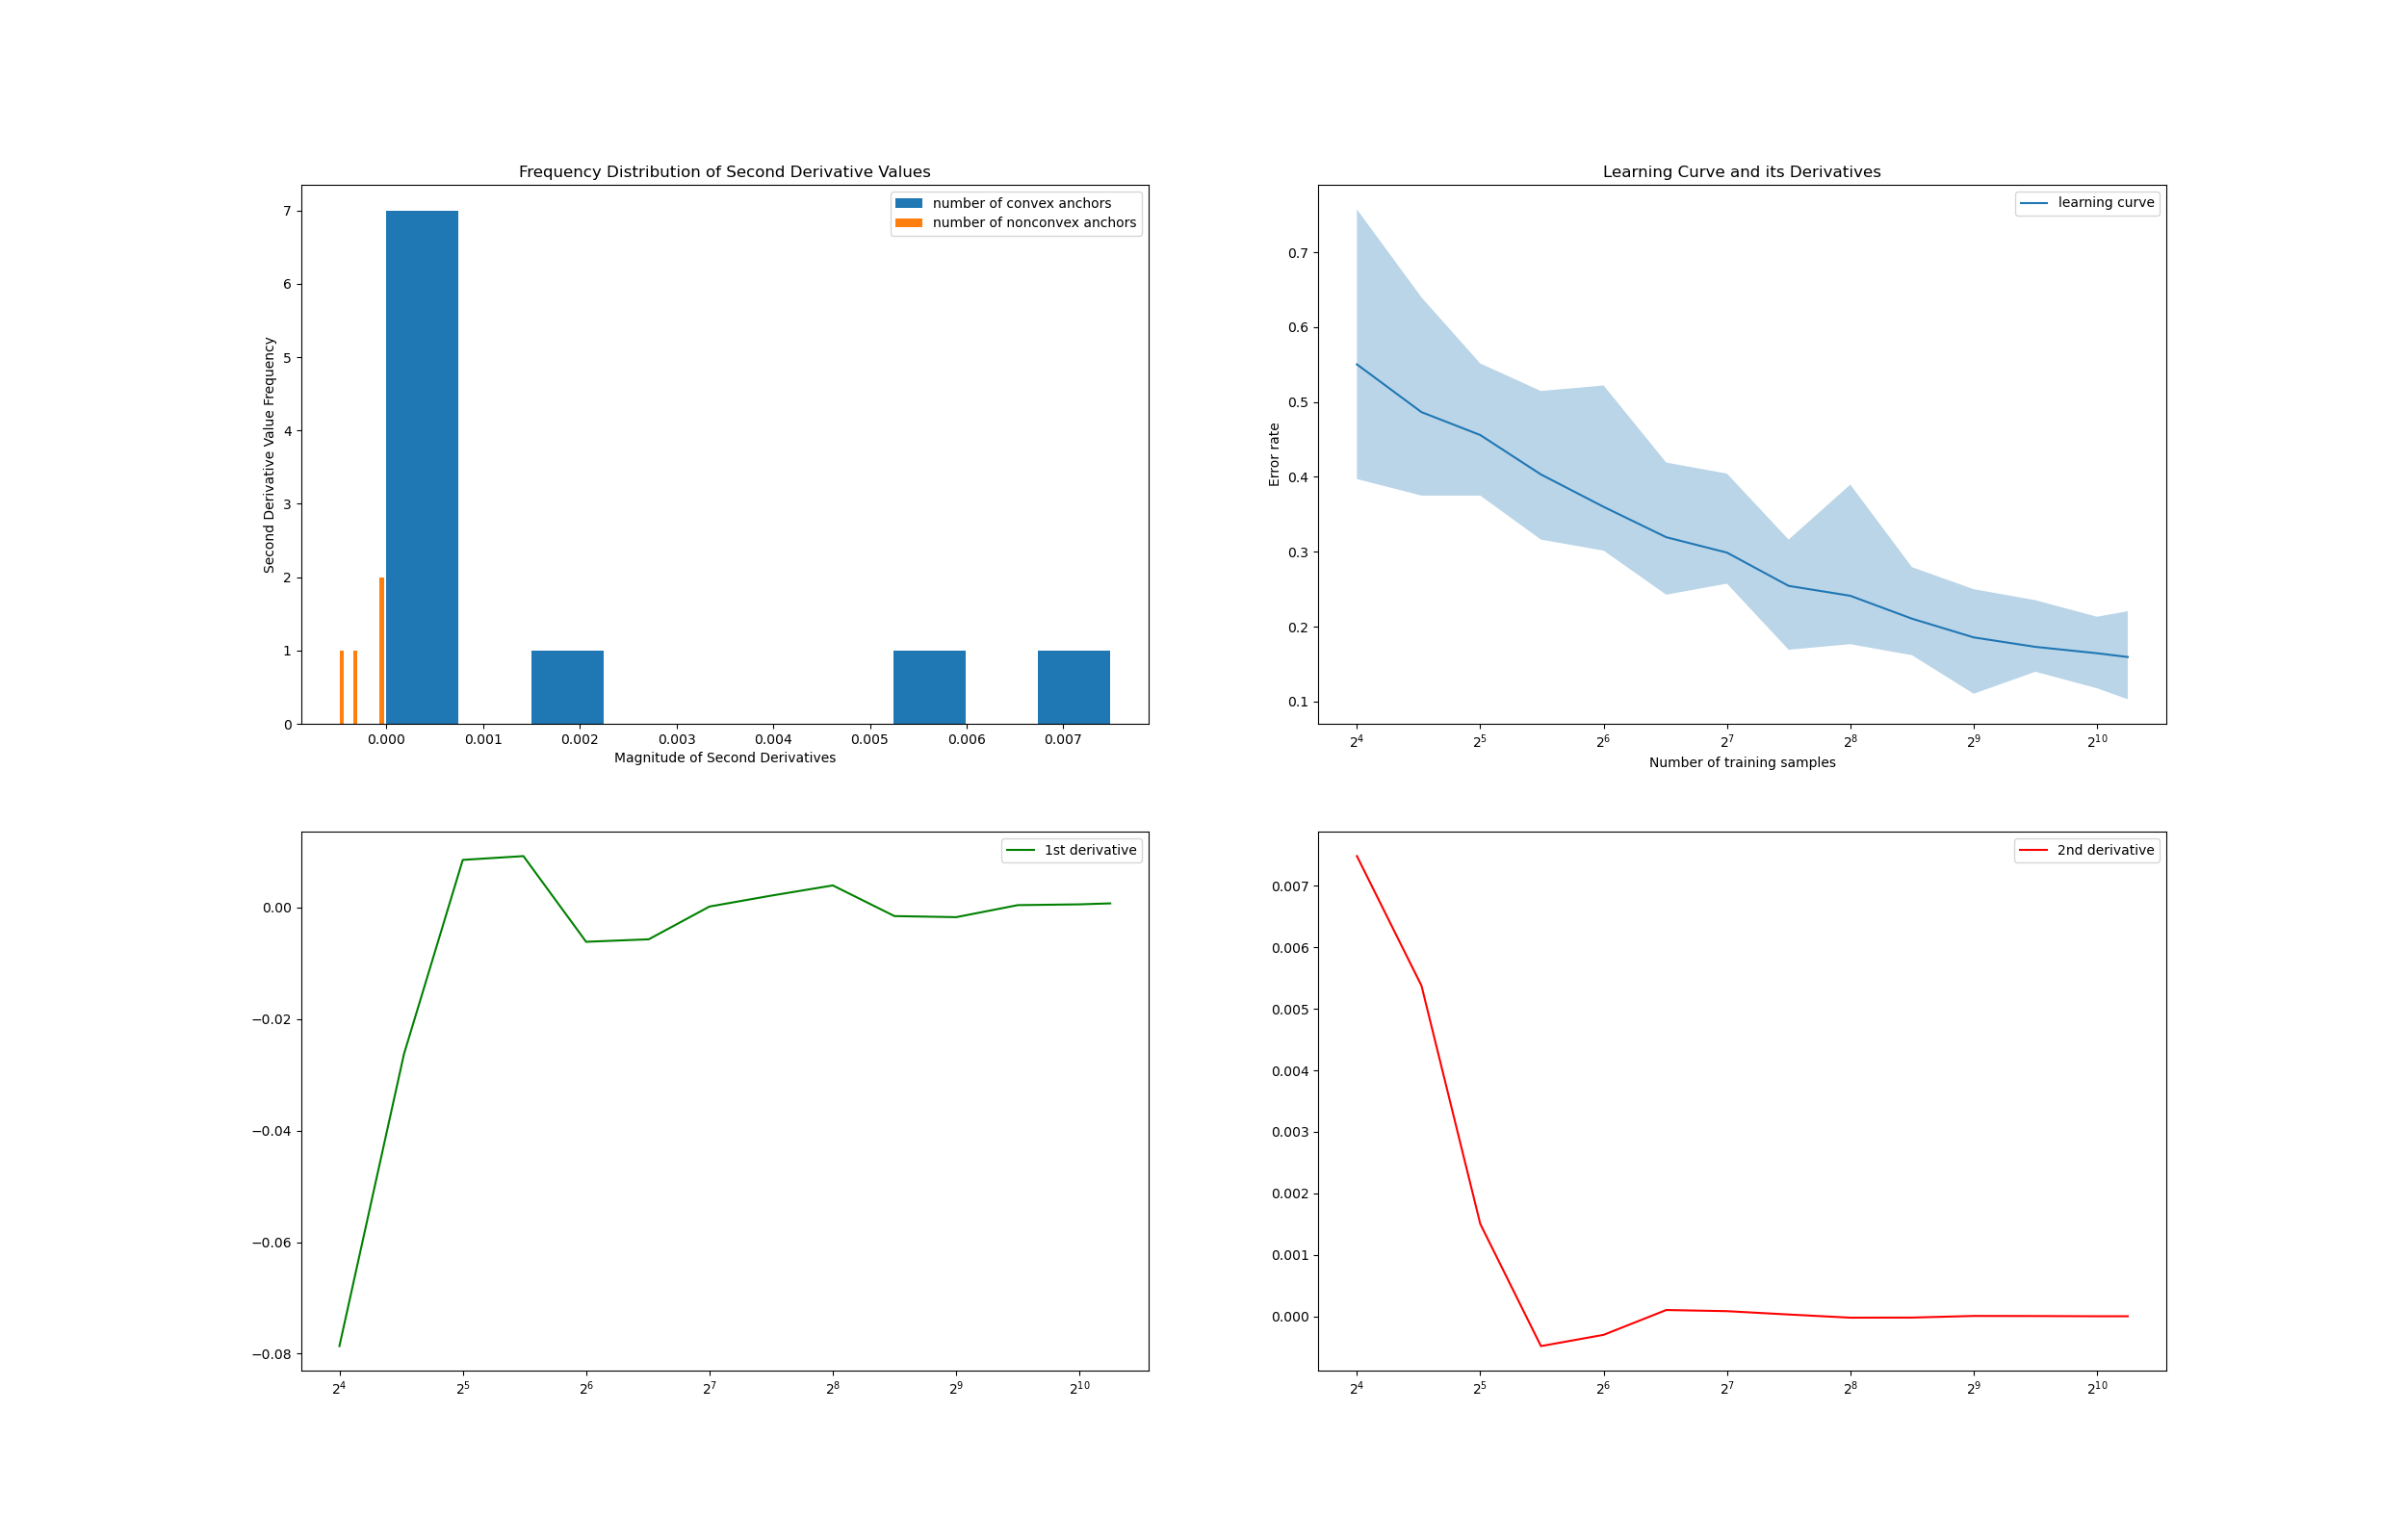 Frequency Distribution of Second Derivative Values
number of convex anchors
number of nonconvex anchors
Second Derivative Value Frequency
7
6
5
4
3
2
1
0
0.000 0.001 0.002 0.003 0.004 0.005 0.006 0.007
Magnitude of Second Derivatives
Learning Curve and its Derivatives
learning curve
Error rate
0.7
0.6
0.5
0.4
0.3
0.2
0.1
2⁴ 2⁵ 2⁶ 2⁷ 2⁸ 2⁹ 2¹⁰
Number of training samples
1st derivative
0.00
−0.02
−0.04
−0.06
−0.08
2⁴ 2⁵ 2⁶ 2⁷ 2⁸ 2⁹ 2¹⁰
2nd derivative
0.007
0.006
0.005
0.004
0.003
0.002
0.001
0.000
2⁴ 2⁵ 2⁶ 2⁷ 2⁸ 2⁹ 2¹⁰